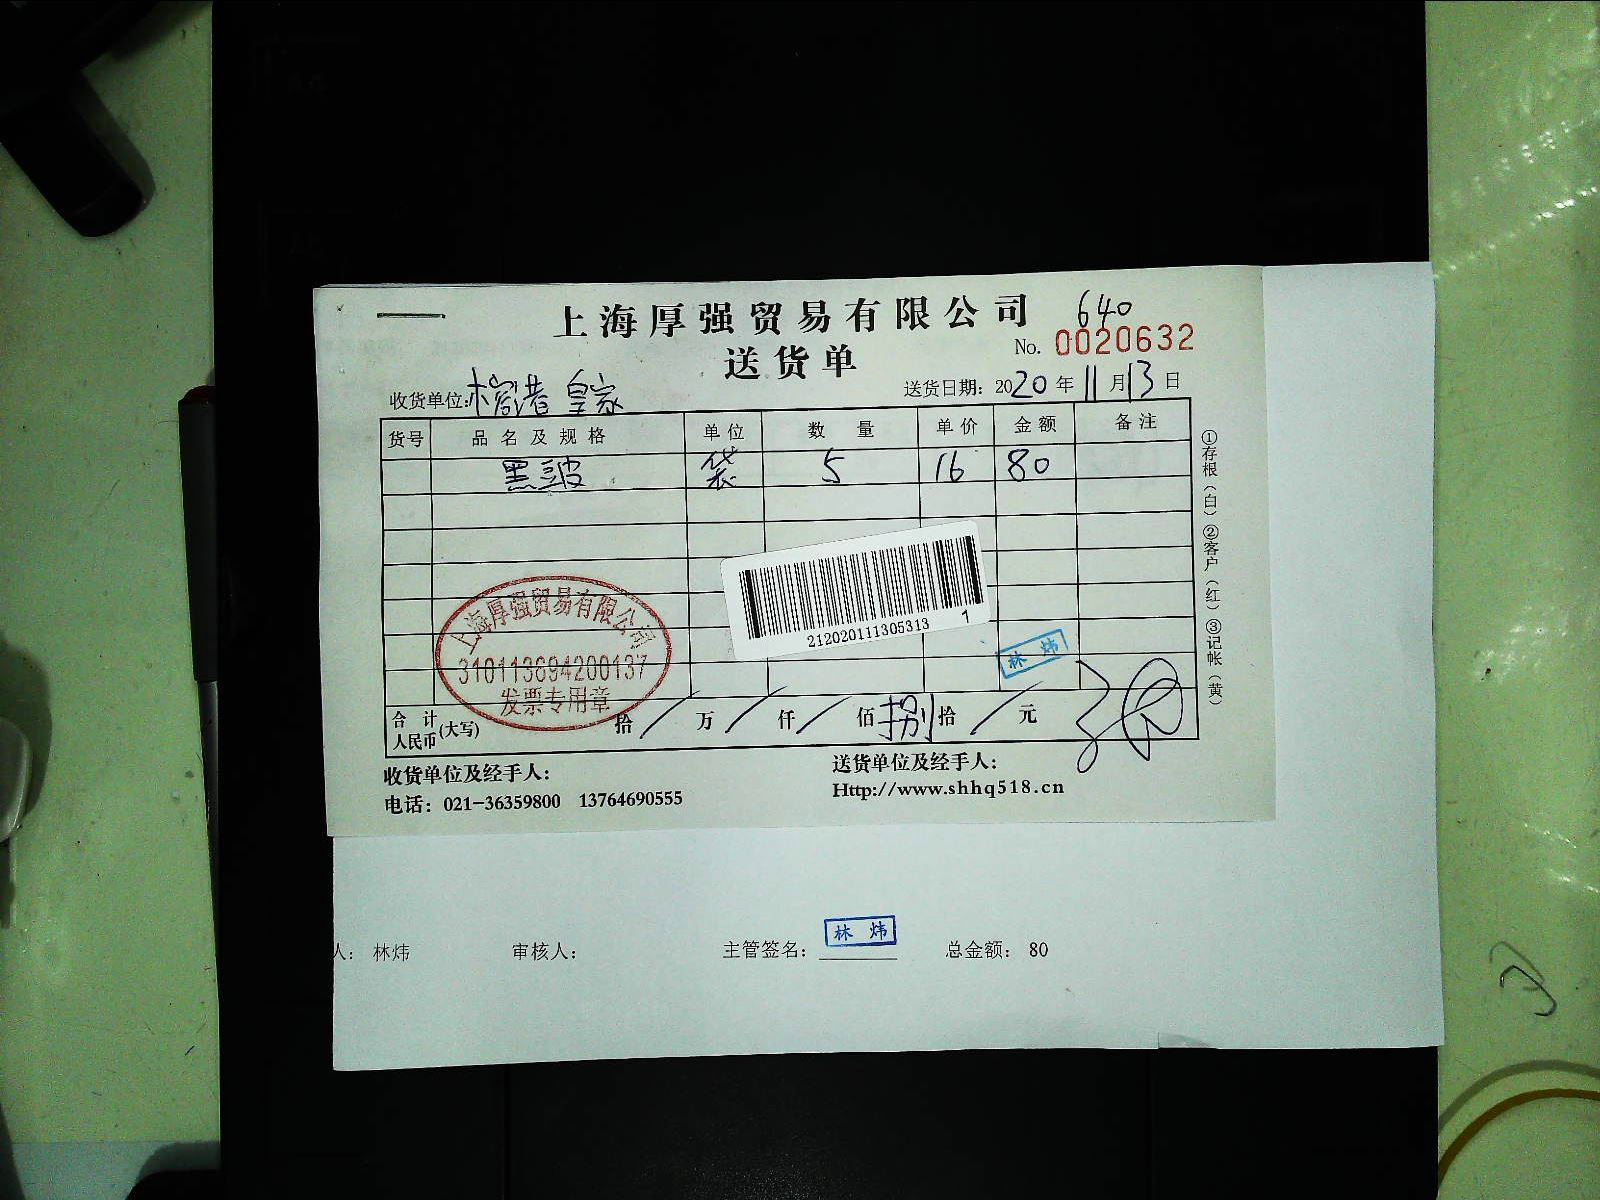 上海厚强贸易有限公司
640
送货单
No. 0020632
收货单位: 皇家
送货日期: 2020年11月13日
货号 品名及规格 单位 数量 单价 金额 备注
黑 袋 5 16 80
①存根(白)②客户(红)③记帐(黄)
212020111305313 1
上海厚强贸易有限公司
310113694200137
发票专用章
林炜
合计人民币(大写) 拾 / 万 / 仟 / 佰 捌 拾 / 元
收货单位及经手人:
送货单位及经手人:
电话: 021-36359800 13764690555
Http://www.shhq518.cn
人: 林炜 审核人: 主管签名: 林炜 总金额: 80